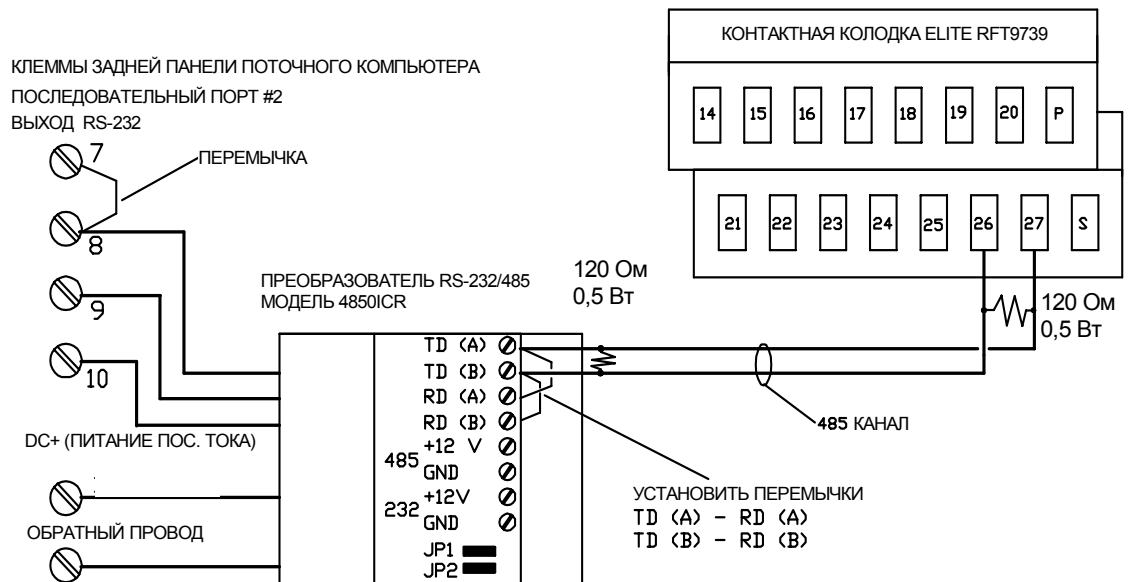 КОНТАКТНАЯ КОЛОДКА ELITE RFT9739
14 15 16 17 18 19 20 P
21 22 23 24 25 26 27 S
КЛЕММЫ ЗАДНЕЙ ПАНЕЛИ ПОТОЧНОГО КОМПЬЮТЕРА
ПОСЛЕДОВАТЕЛЬНЫЙ ПОРТ #2
ВЫХОД RS-232
7
ПЕРЕМЫЧКА
8
9
10
DC+ (ПИТАНИЕ ПОС. ТОКА)
ОБРАТНЫЙ ПРОВОД
ПРЕОБРАЗОВАТЕЛЬ RS-232/485
МОДЕЛЬ 4850ICR
120 Ом
0,5 Вт
120 Ом
0,5 Вт
TD (A)
TD (B)
RD (A)
RD (B)
+12 V
485
GND
+12V
232
GND
JP1
JP2
485 КАНАЛ
УСТАНОВИТЬ ПЕРЕМЫЧКИ
TD (A) - RD (A)
TD (B) - RD (B)